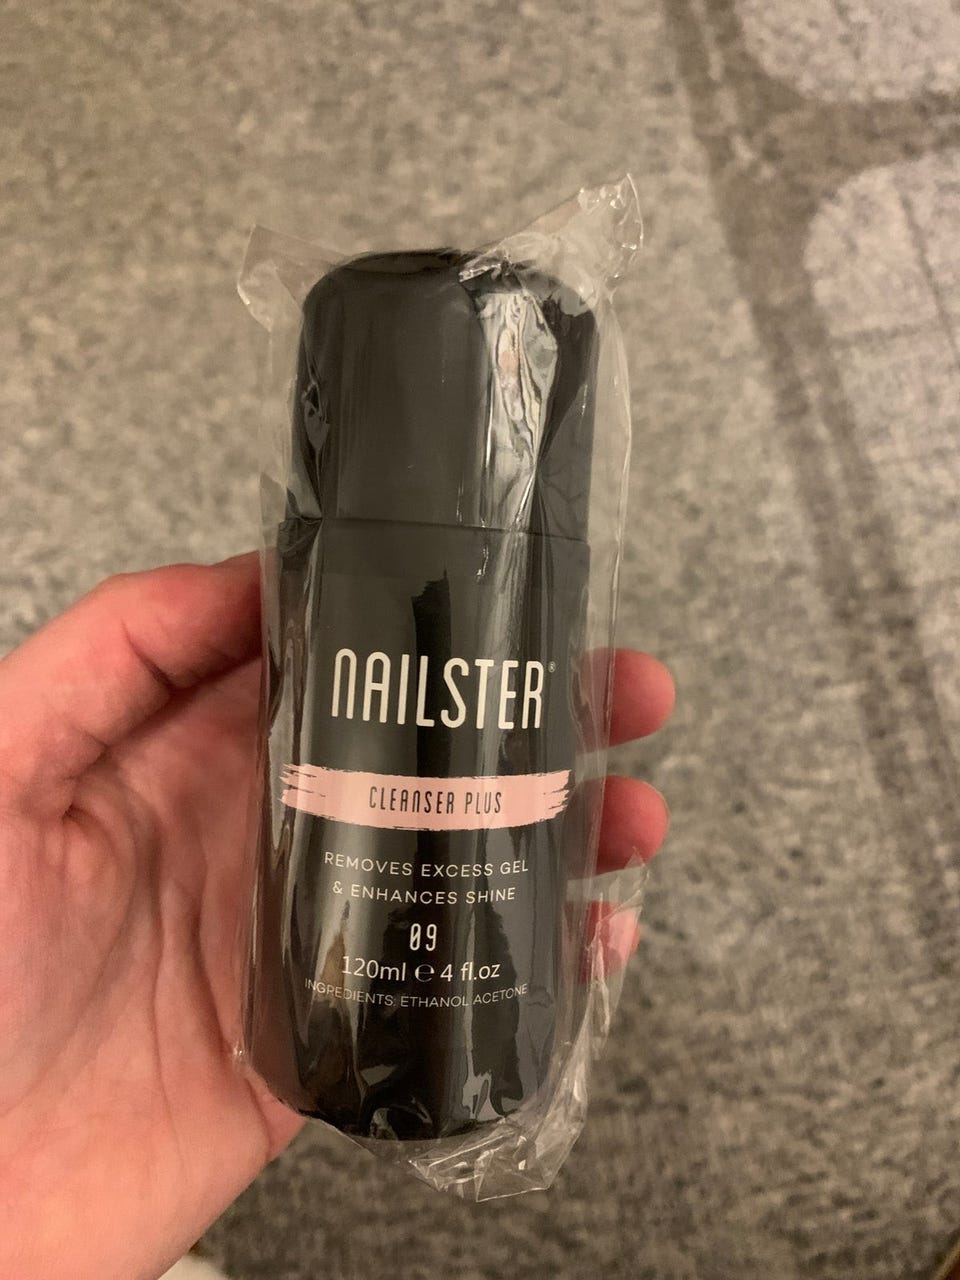 NAILSTER®
CLEANSER PLUS
REMOVES EXCESS GEL
& ENHANCES SHINE
09
120ml ℮ 4 fl.oz
INGREDIENTS: ETHANOL ACETONE